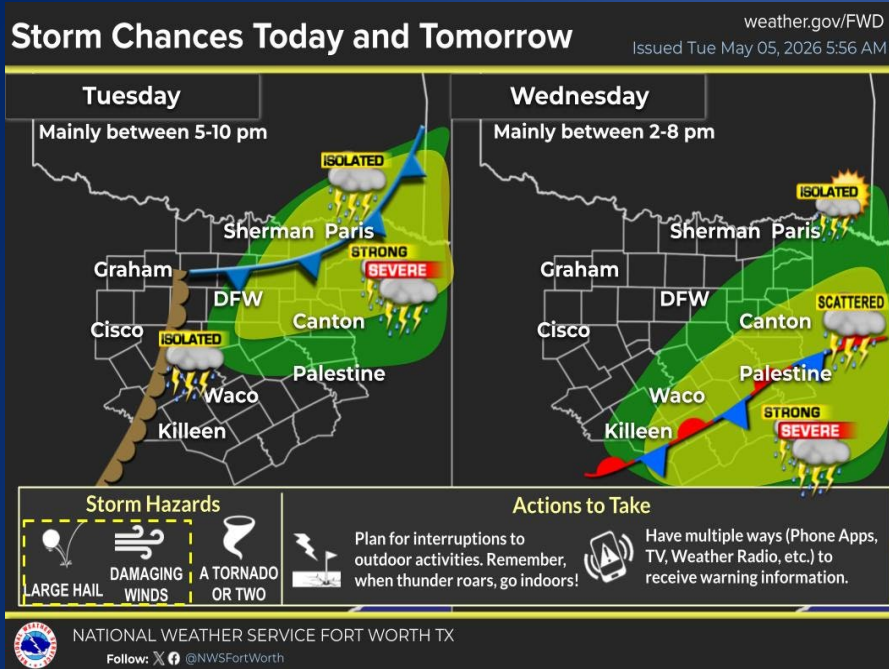 Storm Chances Today and Tomorrow
weather.gov/FWD
Issued Tue May 05, 2026 5:56 AM
Tuesday
Mainly between 5-10 pm
ISOLATED
Sherman Paris
STRONG
SEVERE
Graham
DFW
Canton
Cisco
ISOLATED
Palestine
Waco
Killeen
Wednesday
Mainly between 2-8 pm
ISOLATED
Sherman Paris
Graham
DFW
SCATTERED
Canton
Cisco
Palestine
Waco
STRONG
SEVERE
Killeen
Storm Hazards
LARGE HAIL
DAMAGING
WINDS
A TORNADO
OR TWO
Actions to Take
Plan for interruptions to
outdoor activities. Remember,
when thunder roars, go indoors!
Have multiple ways (Phone Apps,
TV, Weather Radio, etc.) to
receive warning information.
NATIONAL WEATHER SERVICE FORT WORTH TX
Follow: @NWSFortWorth